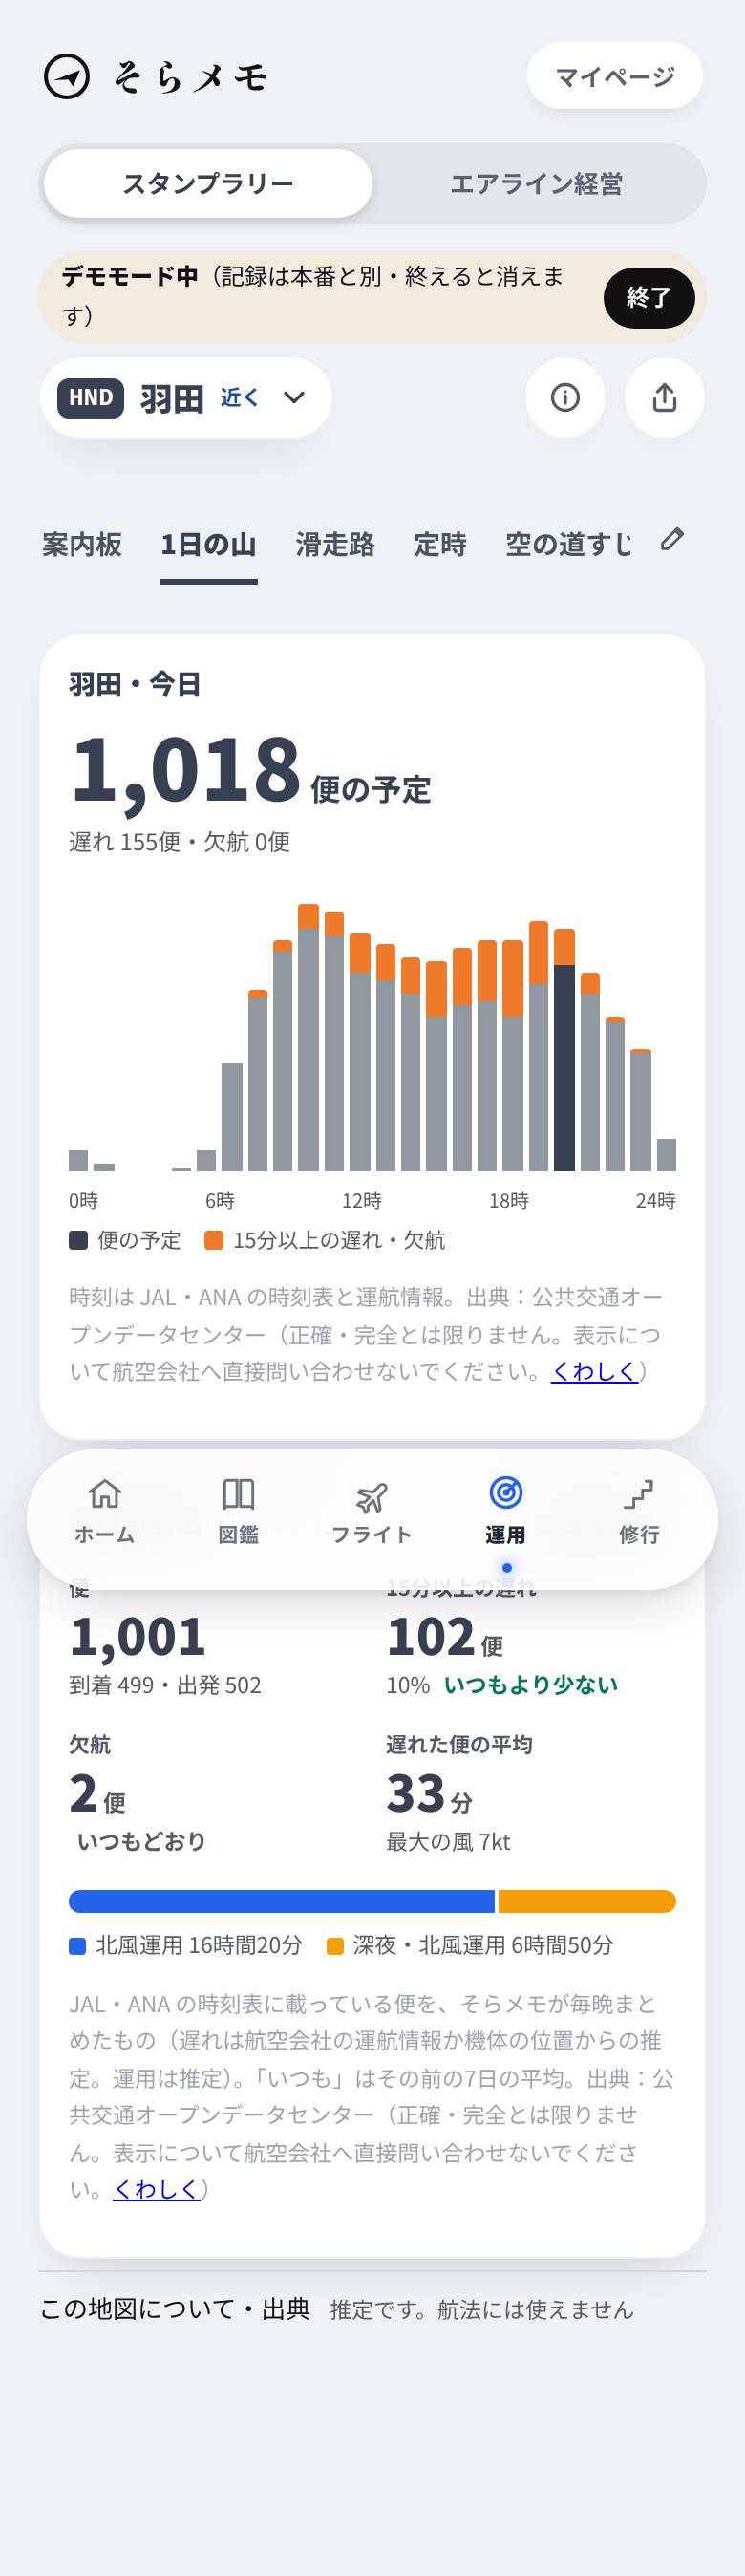 そらメモ
マイページ
スタンプラリー
エアライン経営
デモモード中（記録は本番と別・終えると消えま
す）
終了
HND 羽田 近く
案内板 1日の山 滑走路 定時 空の道すじ
羽田・今日
1,018 便の予定
遅れ 155便・欠航 0便
0時 6時 12時 18時 24時
便の予定 15分以上の遅れ・欠航
時刻は JAL・ANA の時刻表と運航情報。出典：公共交通オー
プンデータセンター（正確・完全とは限りません。表示につ
いて航空会社へ直接問い合わせないでください。くわしく）
ホーム 図鑑 フライト 運用 修行
便 15分以上の遅れ
1,001 102 便
到着 499・出発 502 10% いつもより少ない
欠航 遅れた便の平均
2 便 33 分
いつもどおり 最大の風 7kt
北風運用 16時間20分 深夜・北風運用 6時間50分
JAL・ANA の時刻表に載っている便を、そらメモが毎晩まと
めたもの（遅れは航空会社の運航情報か機体の位置からの推
定。運用は推定）。「いつも」はその前の7日の平均。出典：公
共交通オープンデータセンター（正確・完全とは限りませ
ん。表示について航空会社へ直接問い合わせないでくださ
い。くわしく）
この地図について・出典 推定です。航法には使えません